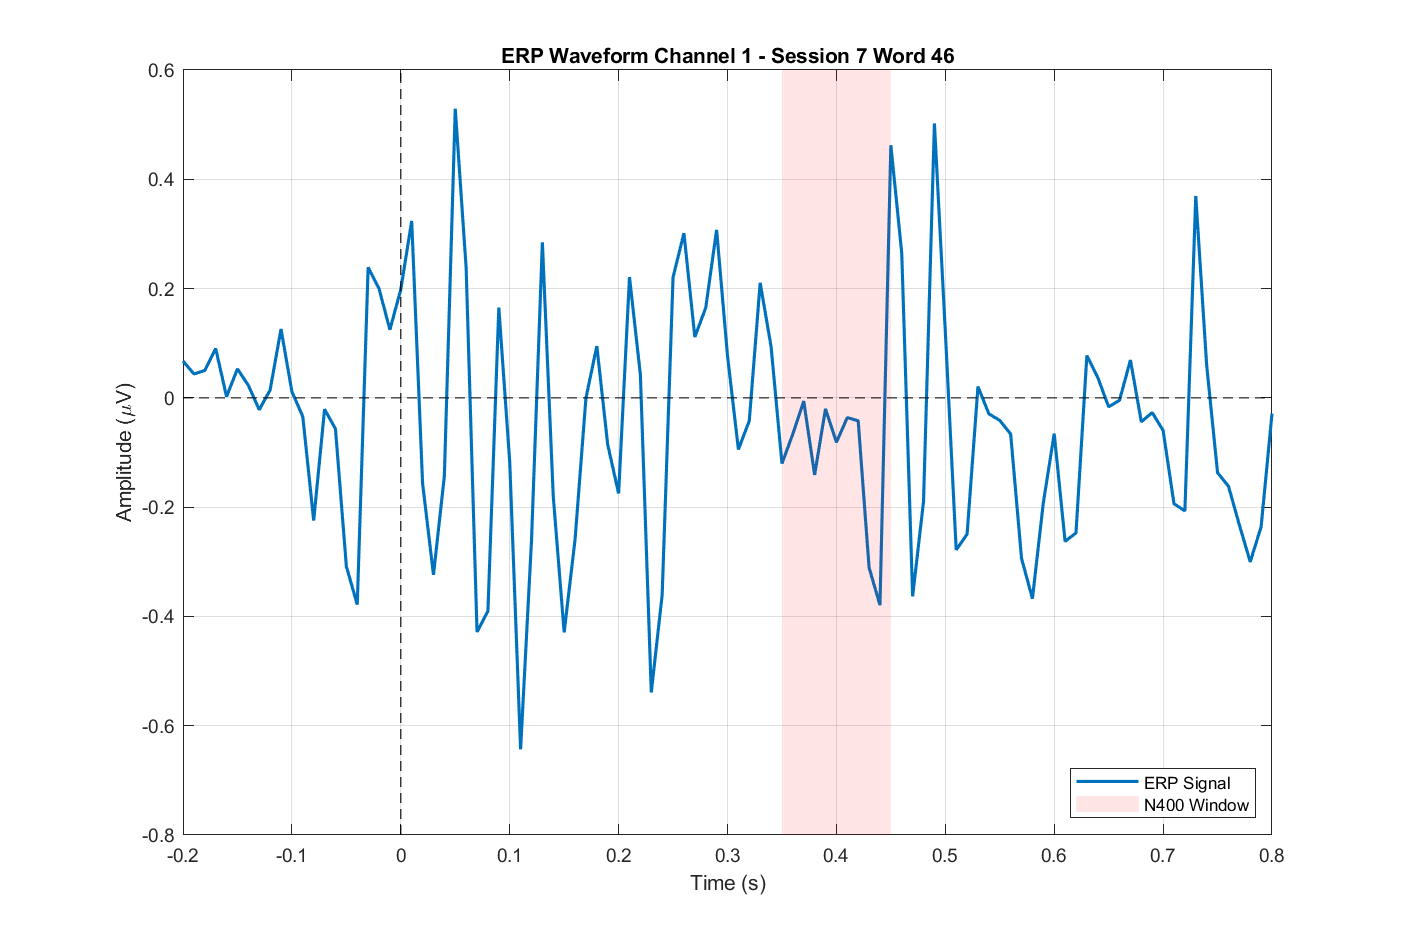 ERP Waveform Channel 1 - Session 7 Word 46
0.6
0.4
0.2
0
-0.2
-0.4
-0.6
-0.8
Amplitude (μV)
-0.2 -0.1 0 0.1 0.2 0.3 0.4 0.5 0.6 0.7 0.8
Time (s)
ERP Signal
N400 Window